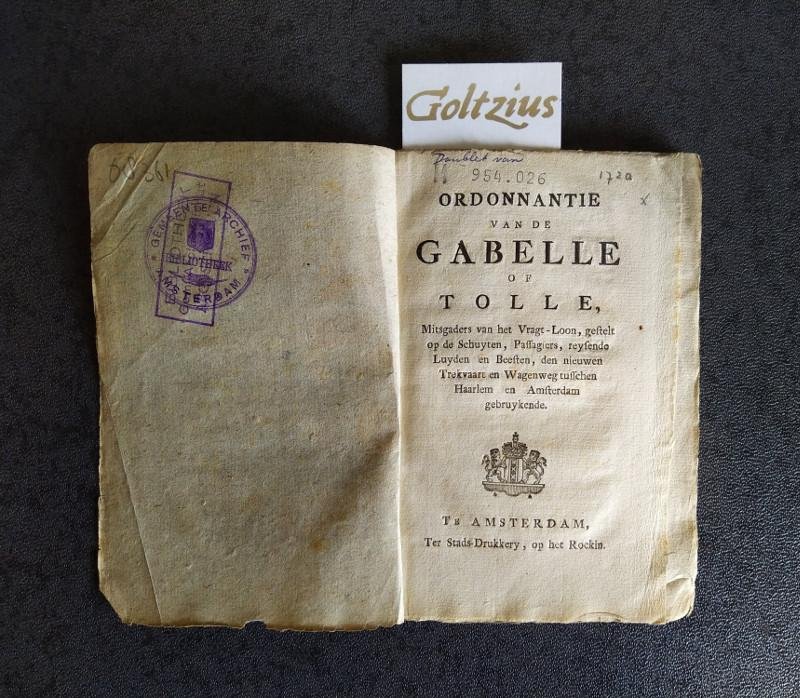 Goltzius
GEMEENTE ARCHIEF
BIBLIOTHEEK
AMSTERDAM
Doublet van
954.026
1720
ORDONNANTIE
VAN DE
GABELLE
OF
TOLLE,
Mitsgaders van het Vragt-Loon, gestelt
op de Schuyten, Passagiers, reysende
Luyden en Beesten, den nieuwen
Trekvaart en Wagenweg tusschen
Haarlem en Amsterdam
gebruykende.
TE AMSTERDAM,
Ter Stads-Drukkery, op het Rockin.